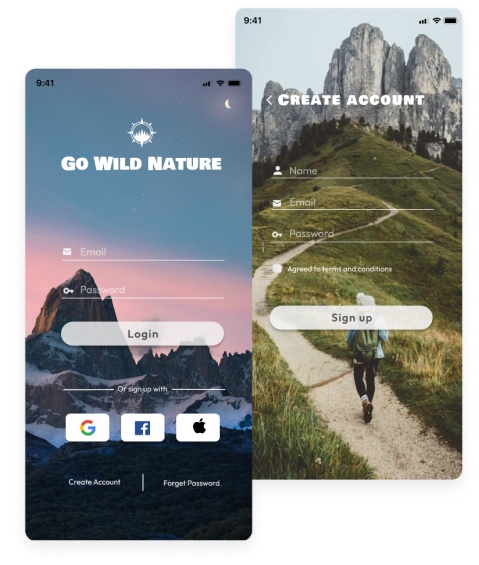 9:41
Go Wild Nature
Email
Password
Login
Or sign up with
G
f
Create Account
Forget Password
9:41
< Create account
Name
Email
Password
Agreed to terms and conditions
Sign up